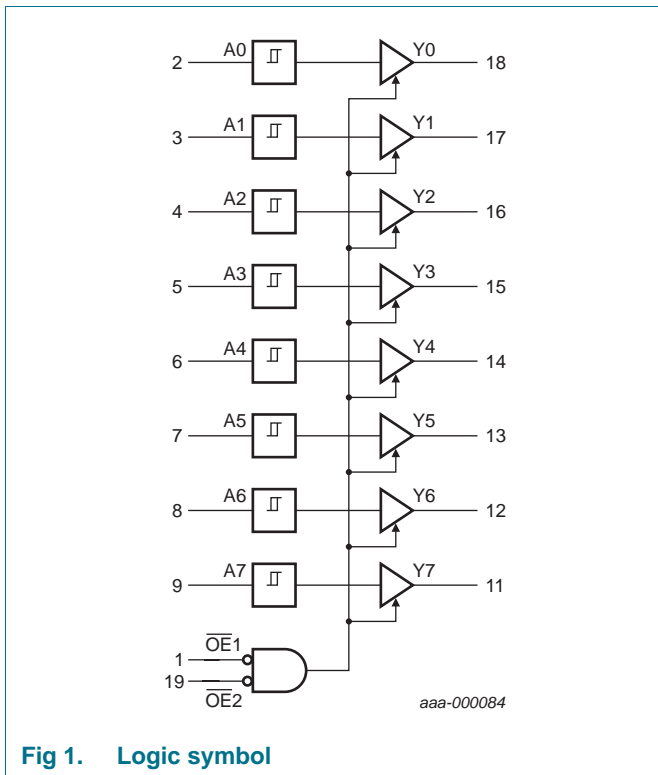 2 A0 Y0 18
3 A1 Y1 17
4 A2 Y2 16
5 A3 Y3 15
6 A4 Y4 14
7 A5 Y5 13
8 A6 Y6 12
9 A7 Y7 11
1 O̅E̅1
19 O̅E̅2
aaa-000084
Fig 1. Logic symbol